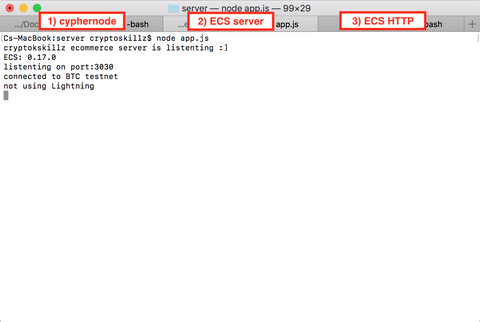 server — node app.js — 99×29
1) cyphernode
2) ECS server
3) ECS HTTP
.../Doc
-bash
...e
app.js
bash
[Cs-MacBook:server cryptoskillz$ node app.js ]
cryptokskillz ecommerce server is listenting :]
ECS: 0.17.0
listenting on port:3030
connected to BTC testnet
not using Lightning